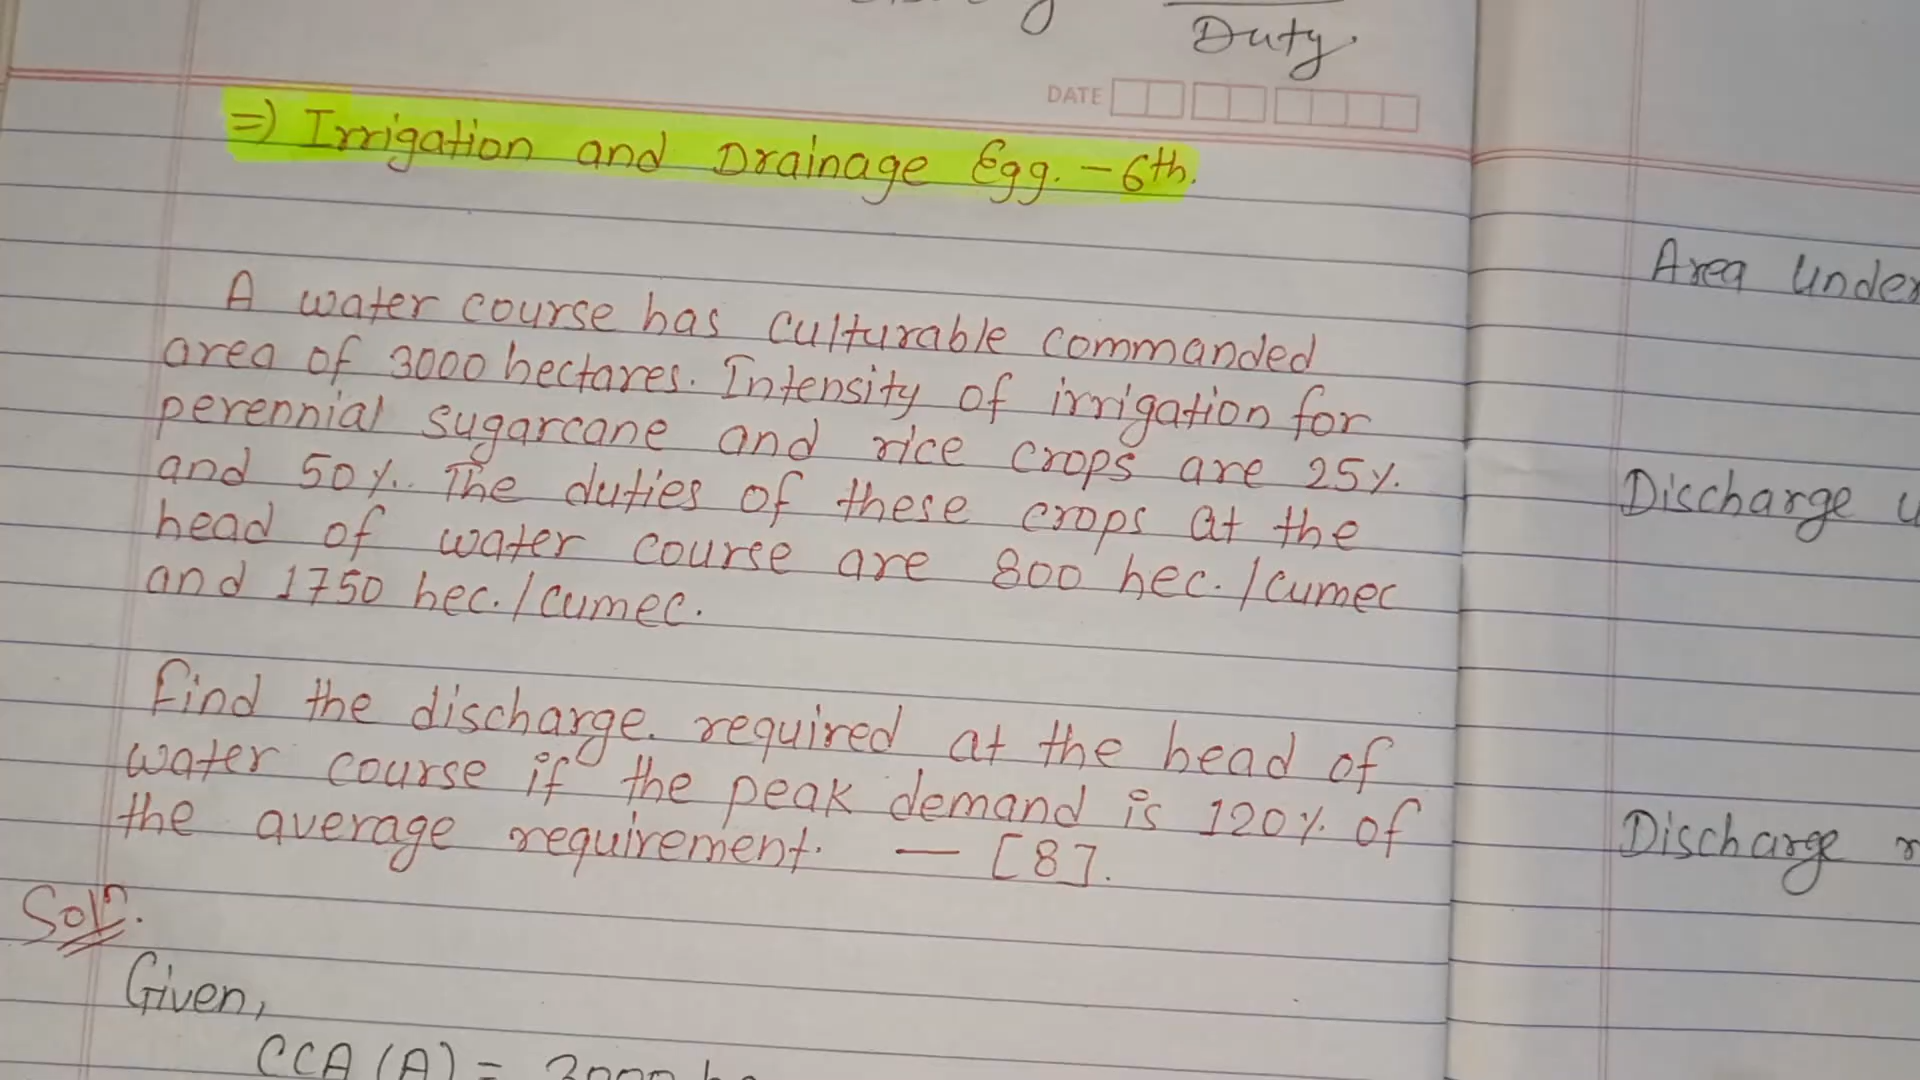 Duty.
DATE
=) Irrigation and Drainage Egg. - 6th.
A water course has culturable commanded
area of 3000 hectares. Intensity of irrigation for
perennial sugarcane and rice crops are 25%
and 50%. The duties of these crops at the
head of water course are 800 hec./cumec
and 1750 hec./cumec.
Find the discharge required at the head of
water course if the peak demand is 120% of
the average requirement. — [8].
Soln.
Given,
CCA (A) = 3000
Area under
Discharge
Discharge